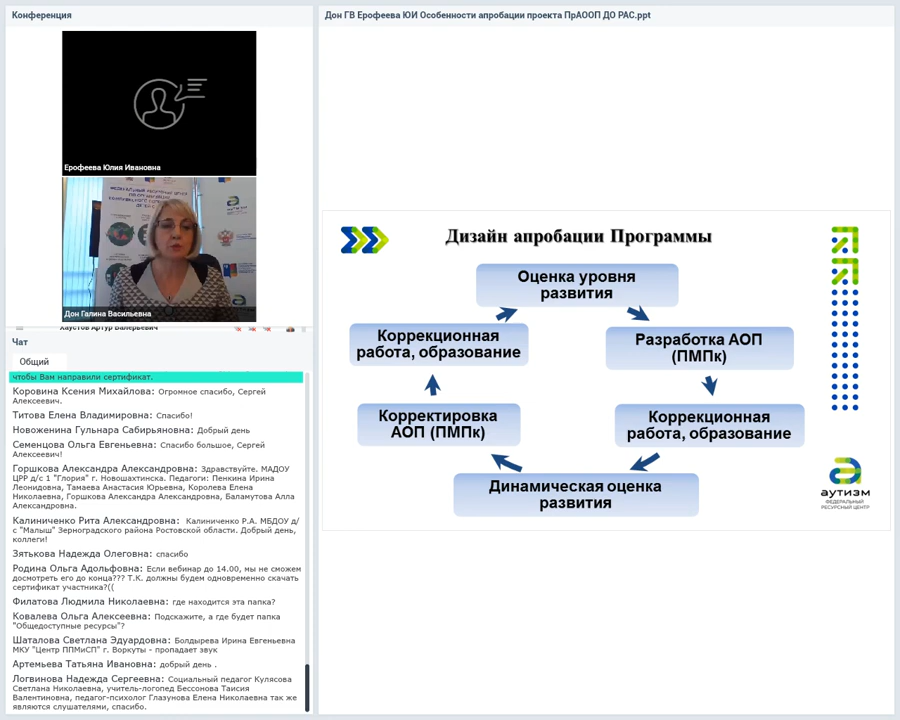 Конференция
Ерофеева Юлия Ивановна
Дон Галина Васильевна
Хаустов Артур Валерьевич
Чат
Общий
чтобы Вам направили сертификат.
Коровина Ксения Михайлова: Огромное спасибо, Сергей
Алексеевич.
Титова Елена Владимировна: Спасибо!
Новоженина Гульнара Сабирьяновна: Добрый день
Семенцова Ольга Евгеньевна: Спасибо большое, Сергей
Алексеевич!
Горшкова Александра Александровна: Здравствуйте. МАДОУ
ЦРР д/с 1 "Глория" г. Новошахтинска. Педагоги: Пенкина Ирина
Леонидовна, Тамаева Анастасия Юрьевна, Королева Елена
Николаевна, Горшкова Александра Александровна, Баламутова Алла
Александровна.
Калиниченко Рита Александровна: Калиниченко Р.А. МБДОУ д/
с "Малыш" Зерноградского района Ростовской области. Добрый день,
коллеги!
Зятькова Надежда Олеговна: спасибо
Родина Ольга Адольфовна: Если вебинар до 14.00, мы не сможем
досмотреть его до конца??? Т.К. должны будем одновременно скачать
сертификат участника?((
Филатова Людмила Николаевна: где находится эта папка?
Ковалева Ольга Алексеевна: Подскажите, а где будет папка
"Общедоступные ресурсы"?
Шаталова Светлана Эдуардовна: Болдырева Ирина Евгеньевна
МКУ "Центр ППМиСП" г. Воркуты - пропадает звук
Артемьева Татьяна Ивановна: добрый день .
Логвинова Надежда Сергеевна: Социальный педагог Кулясова
Светлана Николаевна, учитель-логопед Бессонова Таисия
Валентиновна, педагог-психолог Глазунова Елена Николаевна так же
являются слушателями, спасибо.
Дон ГВ Ерофеева ЮИ Особенности апробации проекта ПрАООП ДО РАС.ppt
Дизайн апробации Программы
Оценка уровня
развития
Разработка АОП
(ПМПк)
Коррекционная
работа, образование
Динамическая оценка
развития
Корректировка
АОП (ПМПк)
Коррекционная
работа, образование
аутизм
ФЕДЕРАЛЬНЫЙ
РЕСУРСНЫЙ ЦЕНТР